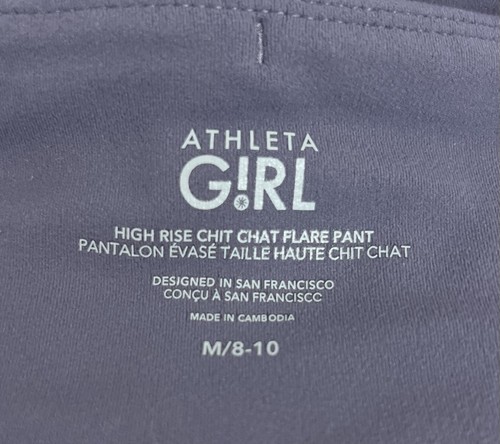 ATHLETA
G!RL
HIGH RISE CHIT CHAT FLARE PANT
PANTALON ÉVASÉ TAILLE HAUTE CHIT CHAT
DESIGNED IN SAN FRANCISCO
CONÇU À SAN FRANCISCO
MADE IN CAMBODIA
M/8-10